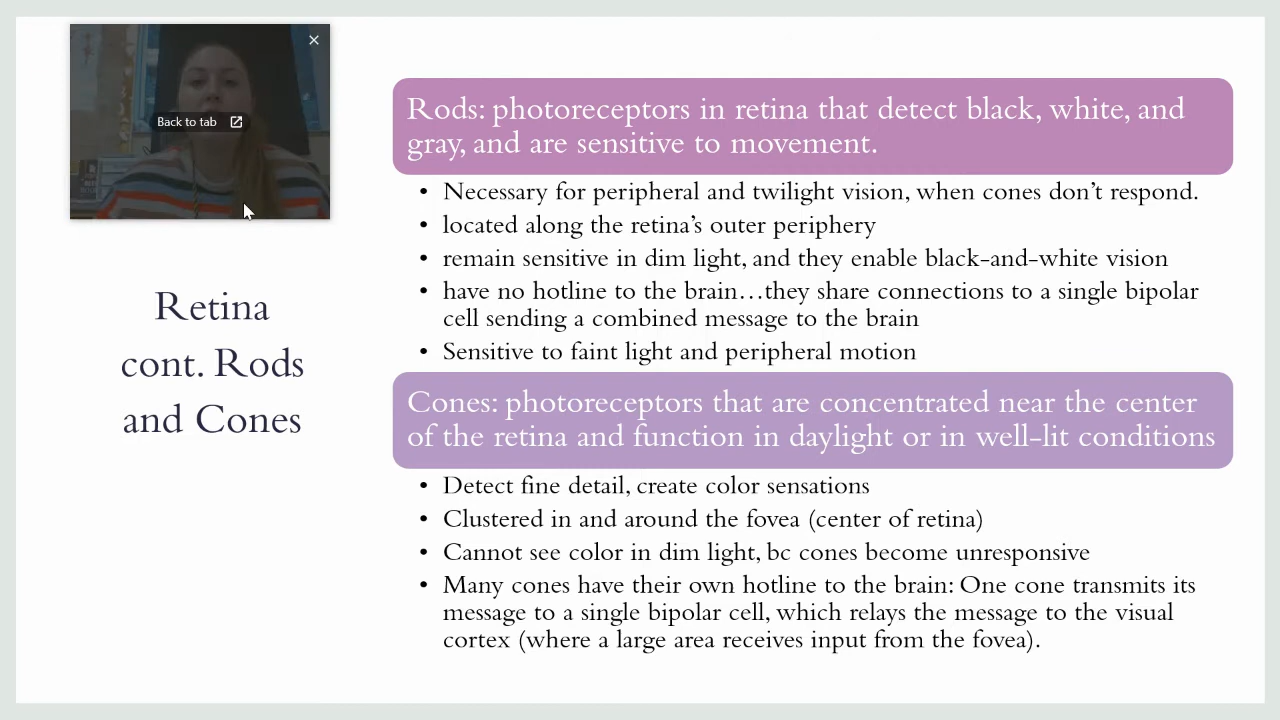 Back to tab
Retina
cont. Rods
and Cones
Rods: photoreceptors in retina that detect black, white, and
gray, and are sensitive to movement.
• Necessary for peripheral and twilight vision, when cones don’t respond.
• located along the retina’s outer periphery
• remain sensitive in dim light, and they enable black-and-white vision
• have no hotline to the brain…they share connections to a single bipolar
cell sending a combined message to the brain
• Sensitive to faint light and peripheral motion
Cones: photoreceptors that are concentrated near the center
of the retina and function in daylight or in well-lit conditions
• Detect fine detail, create color sensations
• Clustered in and around the fovea (center of retina)
• Cannot see color in dim light, bc cones become unresponsive
• Many cones have their own hotline to the brain: One cone transmits its
message to a single bipolar cell, which relays the message to the visual
cortex (where a large area receives input from the fovea).